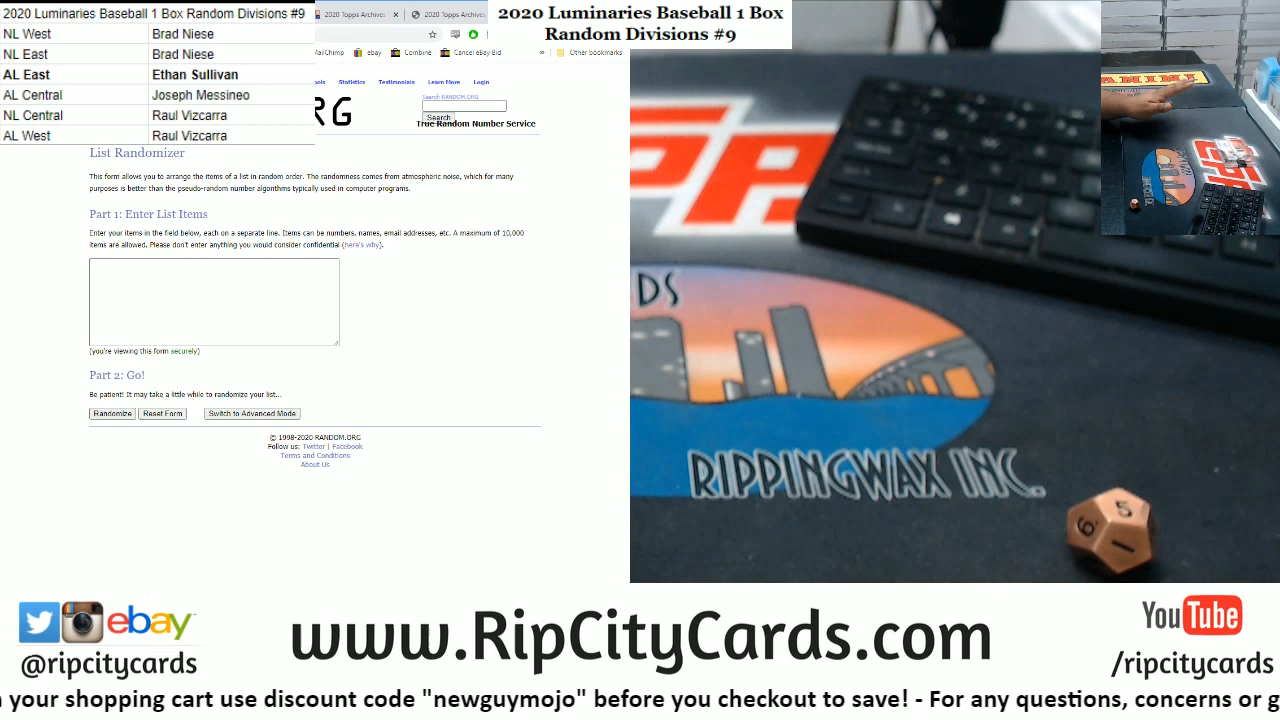 2020 Luminaries Baseball 1 Box Random Divisions #9
NL West Brad Niese
NL East Brad Niese
AL East Ethan Sullivan
AL Central Joseph Messineo
NL Central Raul Vizcarra
AL West Raul Vizcarra
2020 Topps Archives × 2020 Topps Archives
MailChimp ebay Combine Cancel eBay Bid » Other bookmarks
2020 Luminaries Baseball 1 Box
Random Divisions #9
ols Statistics Testimonials Learn More Login
Search RANDOM.ORG
RG
Search
True Random Number Service
List Randomizer
This form allows you to arrange the items of a list in random order. The randomness comes from atmospheric noise, which for many
purposes is better than the pseudo-random number algorithms typically used in computer programs.
Part 1: Enter List Items
Enter your items in the field below, each on a separate line. Items can be numbers, names, email addresses, etc. A maximum of 10,000
items are allowed. Please don't enter anything you would consider confidential (here's why).
(you're viewing this form securely)
Part 2: Go!
Be patient! It may take a little while to randomize your list...
Randomize Reset Form Switch to Advanced Mode
© 1998-2020 RANDOM.ORG
Follow us: Twitter | Facebook
Terms and Conditions
About Us
DS
RIPPINGWAX INC.
6 5 1
PANINI
ebay
@ripcitycards
www.RipCityCards.com
YouTube
/ripcitycards
n your shopping cart use discount code "newguymojo" before you checkout to save! - For any questions, concerns or g